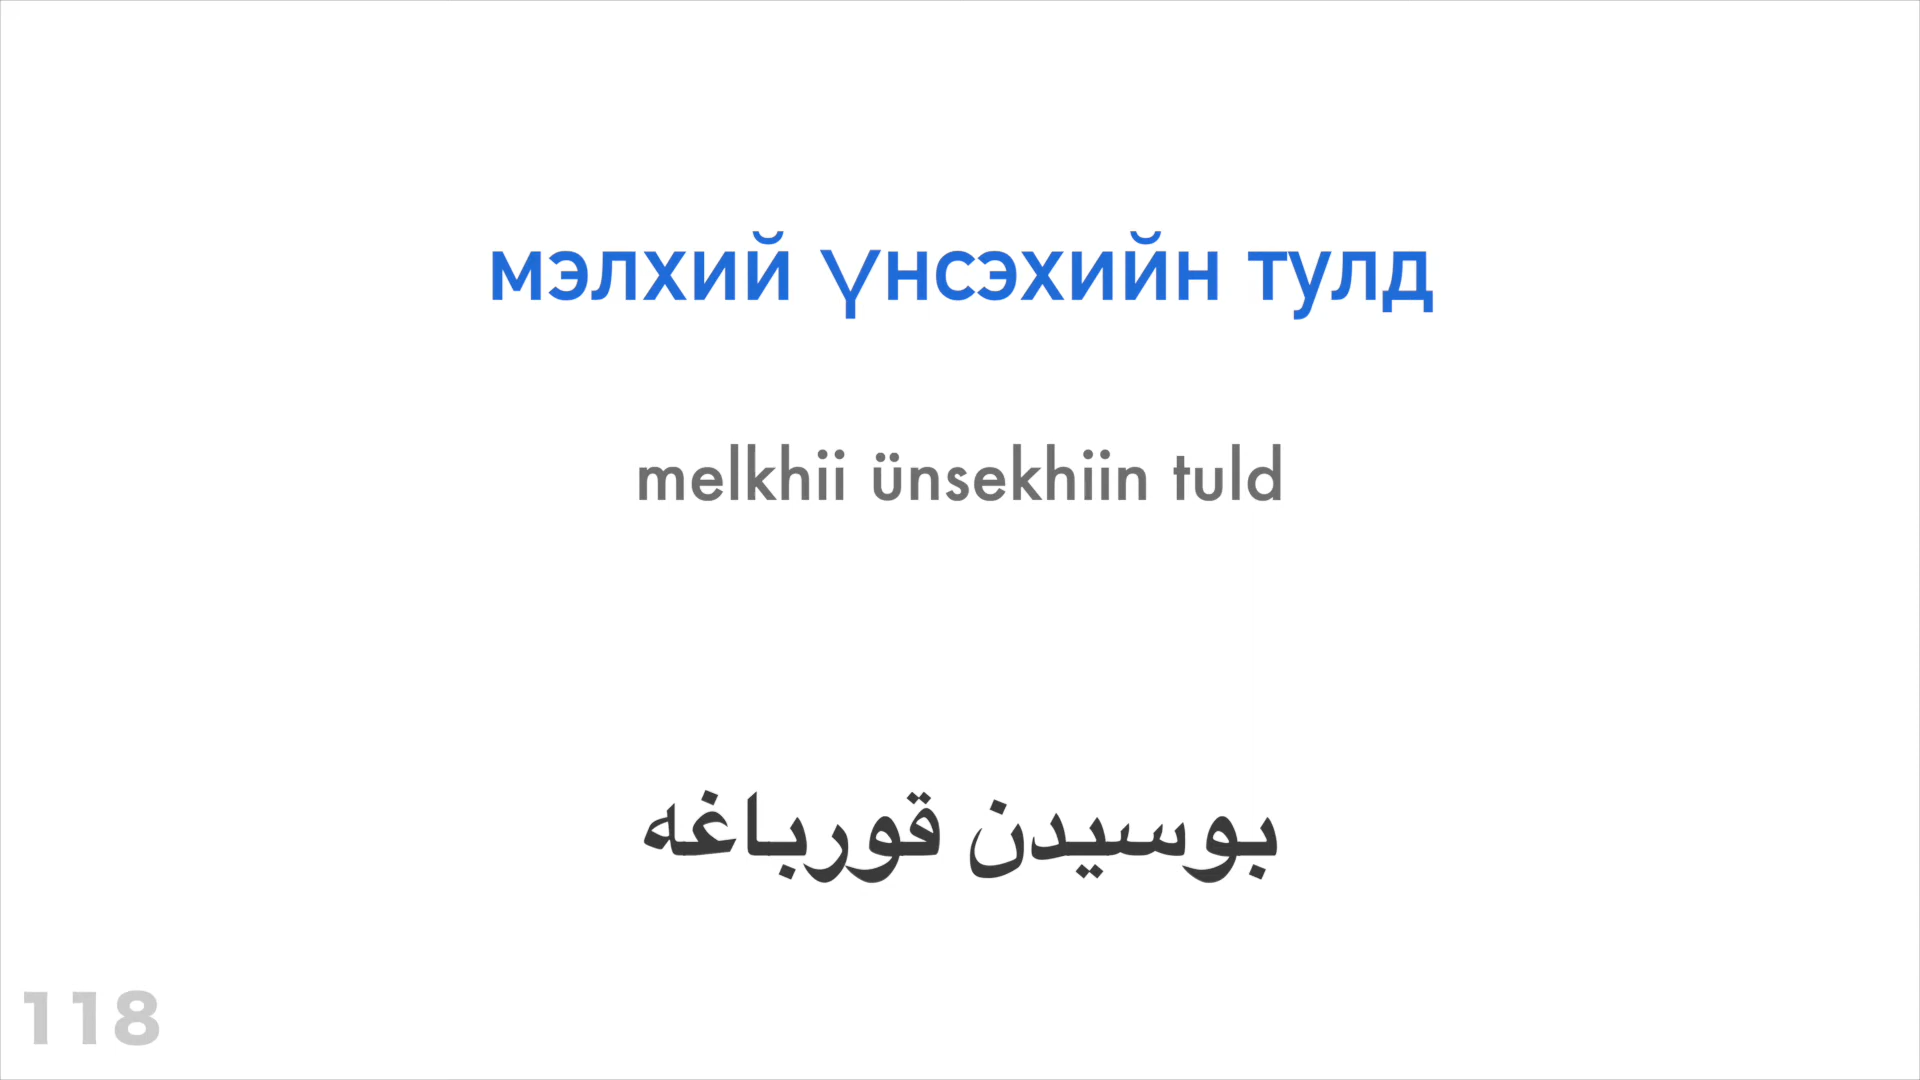 мэлхий үнсэхийн тулд
melkhii ünsekhiin tuld
بوسیدن قورباغه
118